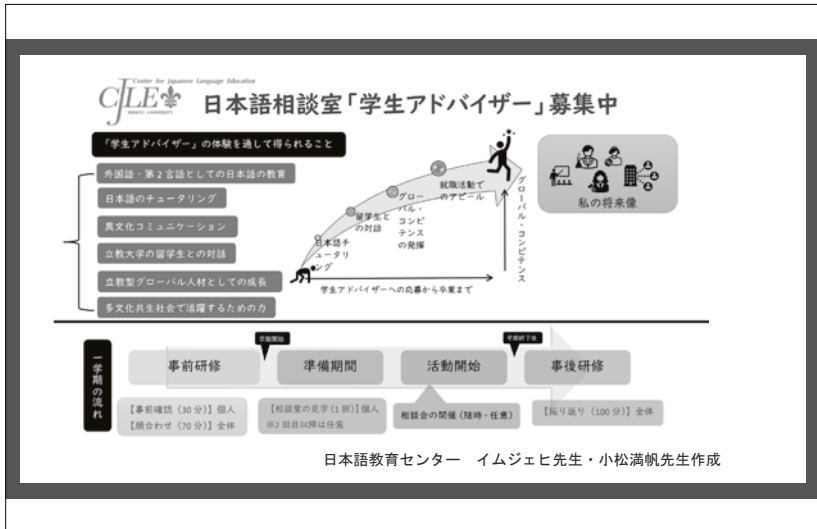 Center for Japanese Language Education
CJLE
RIKKYO UNIVERSITY
日本語相談室「学生アドバイザー」募集中
「学生アドバイザー」の体験を通して得られること
外国語・第2言語としての日本語の教育
日本語のチュータリング
異文化コミュニケーション
立教大学の留学生との対話
立教型グローバル人材としての成長
多文化共生社会で活躍するための力
日本語チ
ュータリ
ング
留学生と
の対話
グロー
バル・
コンピ
テンス
の発揮
就職活動で
のアピール
グローバル・コンピテンス
学生アドバイザーへの応募から卒業まで
私の将来像
一学期の流れ
学期開始
学期終了後
事前研修
準備期間
活動開始
事後研修
【事前確認（30分）】個人
【顔合わせ（70分）】全体
【相談室の見学（1回）】個人
※2回目以降は任意
相談会の開催（随時・任意）
【振り返り（100分）】全体
日本語教育センター　イムジェヒ先生・小松満帆先生作成